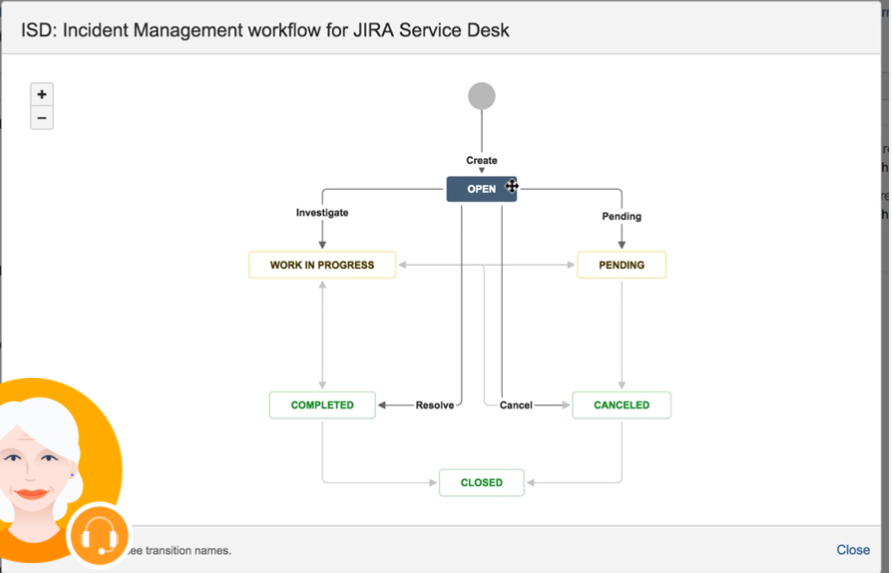 ISD: Incident Management workflow for JIRA Service Desk
+
−
Create
OPEN
Investigate
Pending
WORK IN PROGRESS
PENDING
COMPLETED
Resolve
Cancel
CANCELED
CLOSED
see transition names.
Close